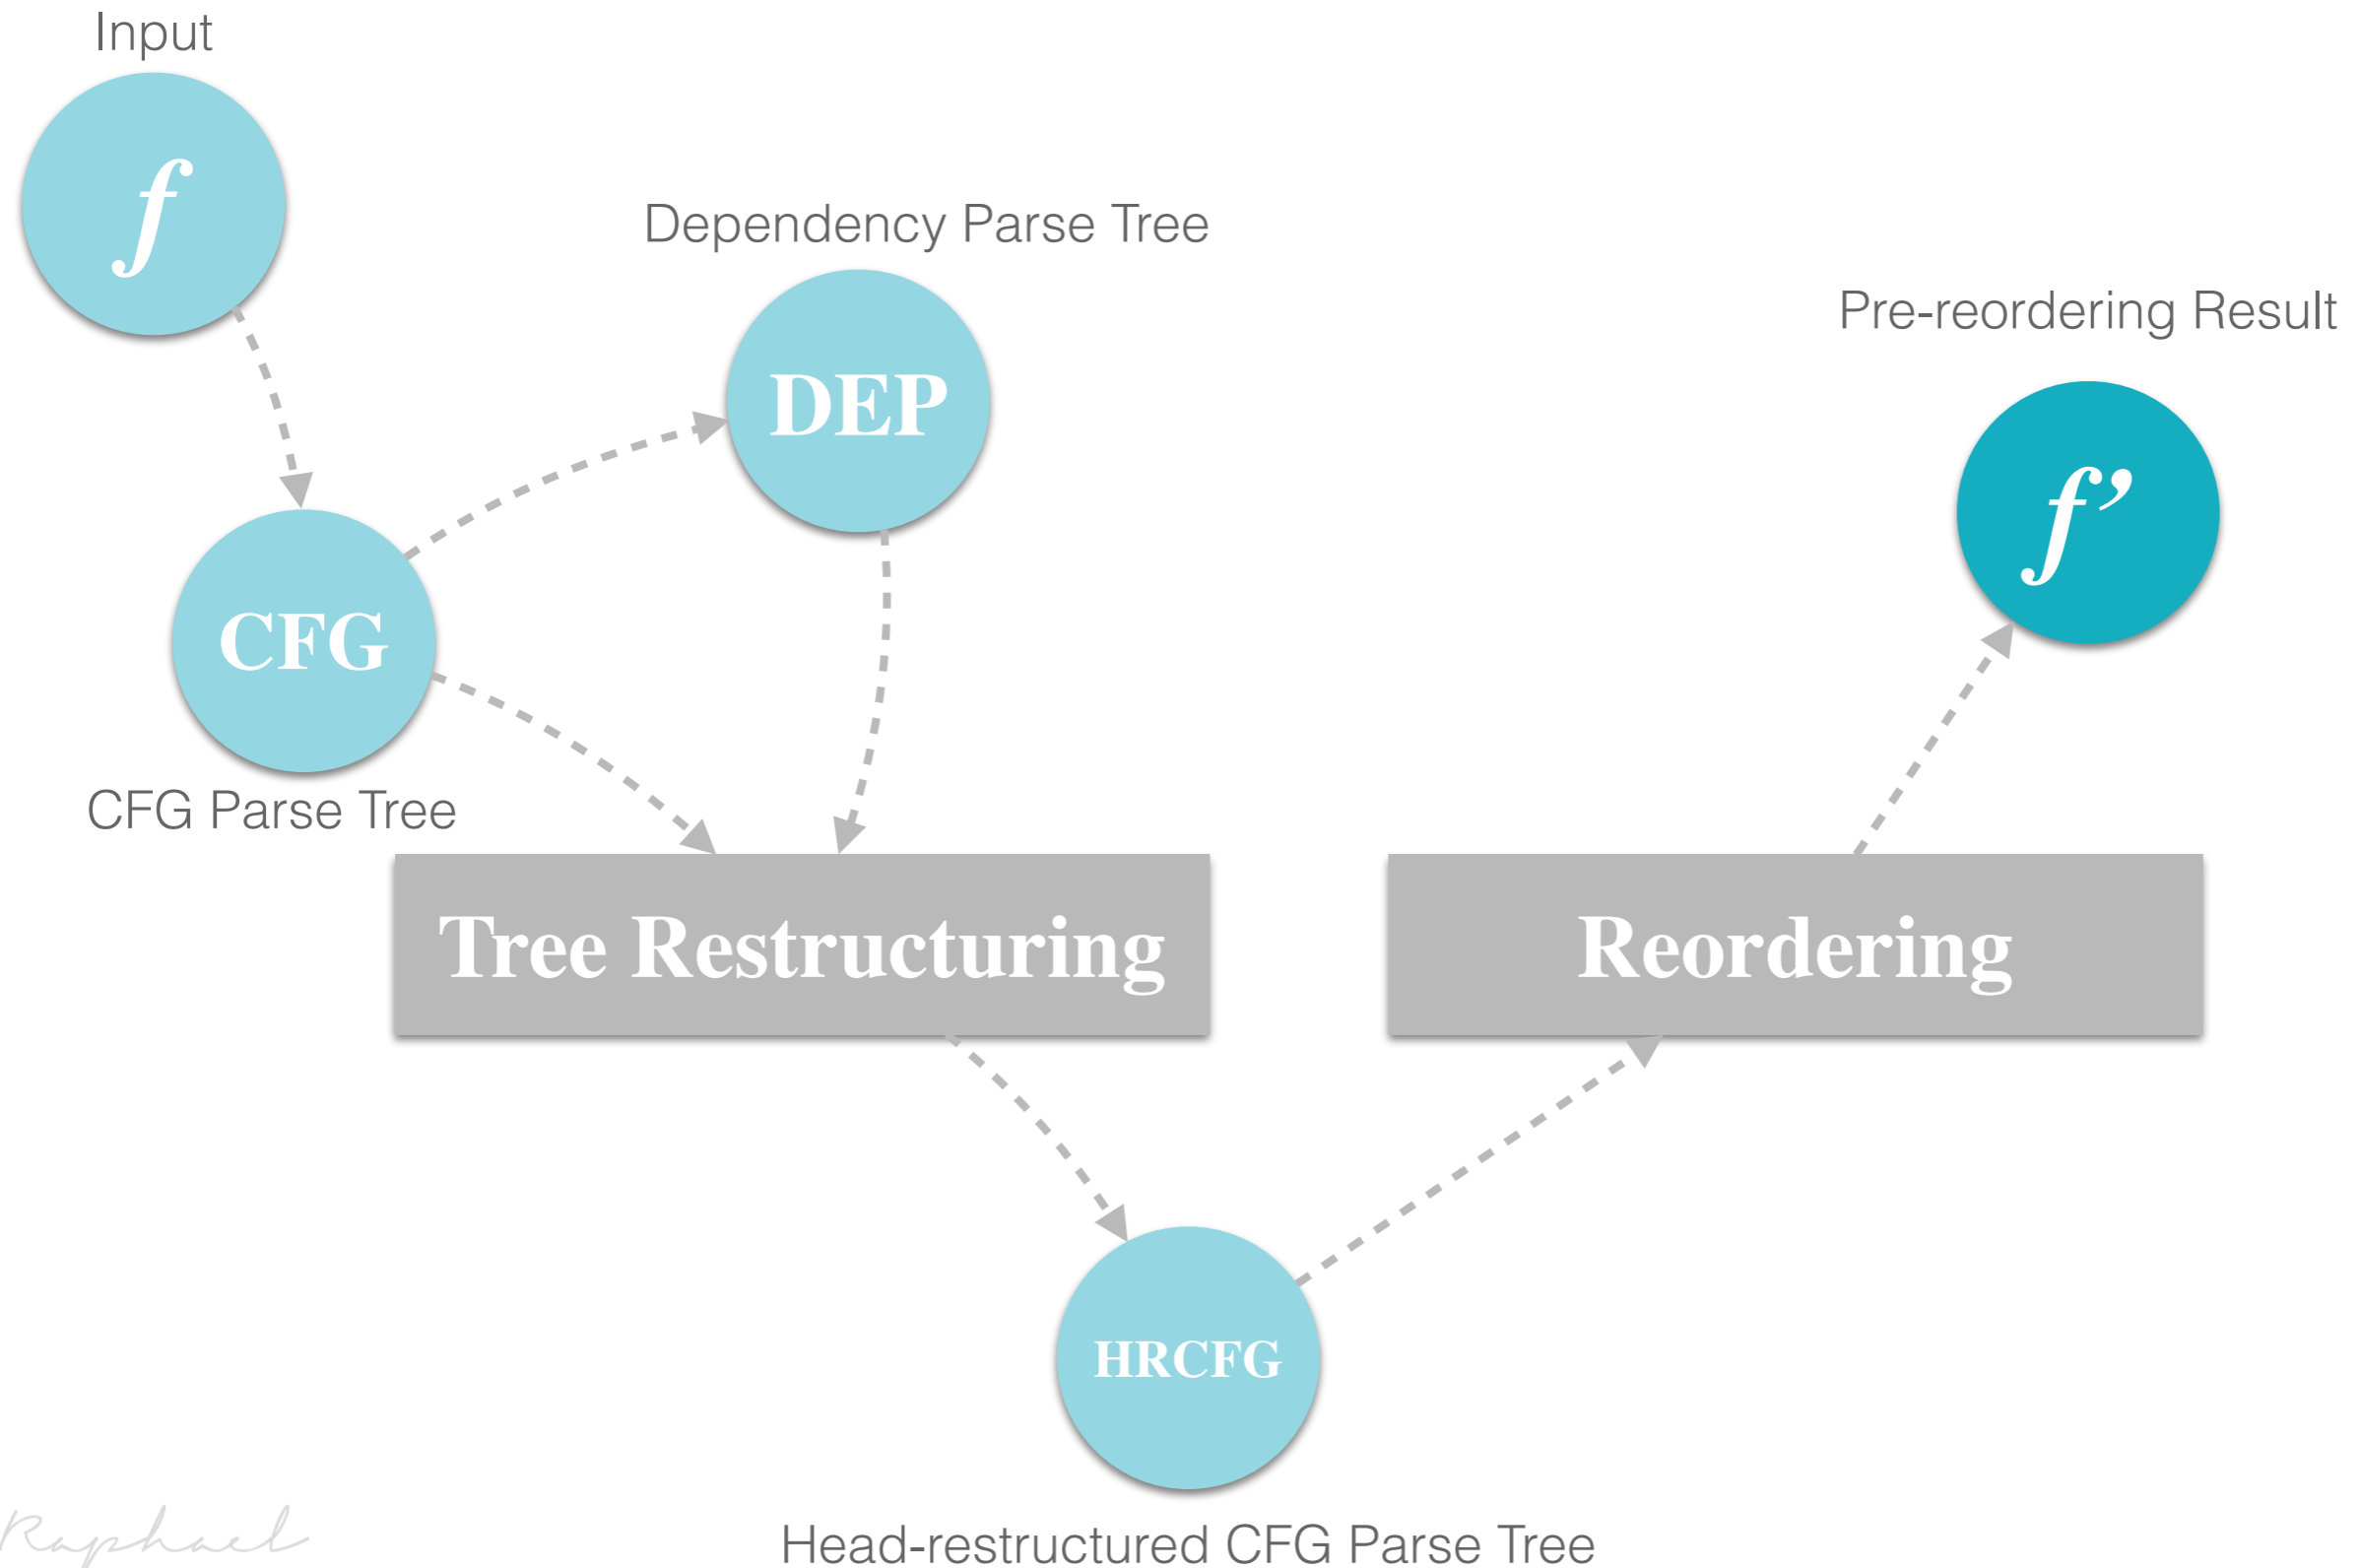 Input
f
Dependency Parse Tree
DEP
Pre-reordering Result
f’
CFG
CFG Parse Tree
Tree Restructuring
Reordering
HRCFG
Head-restructured CFG Parse Tree
Raphael